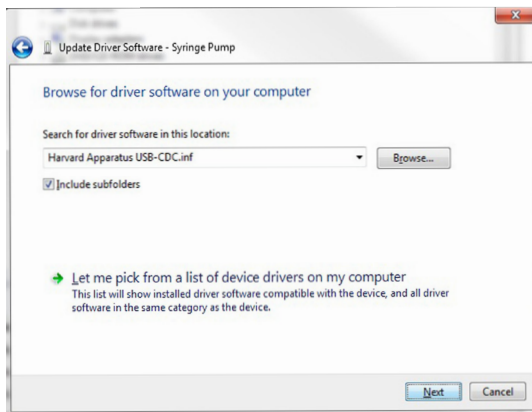 Update Driver Software - Syringe Pump
Browse for driver software on your computer
Search for driver software in this location:
Harvard Apparatus USB-CDC.inf
Browse...
Include subfolders
Let me pick from a list of device drivers on my computer
This list will show installed driver software compatible with the device, and all driver
software in the same category as the device.
Next
Cancel